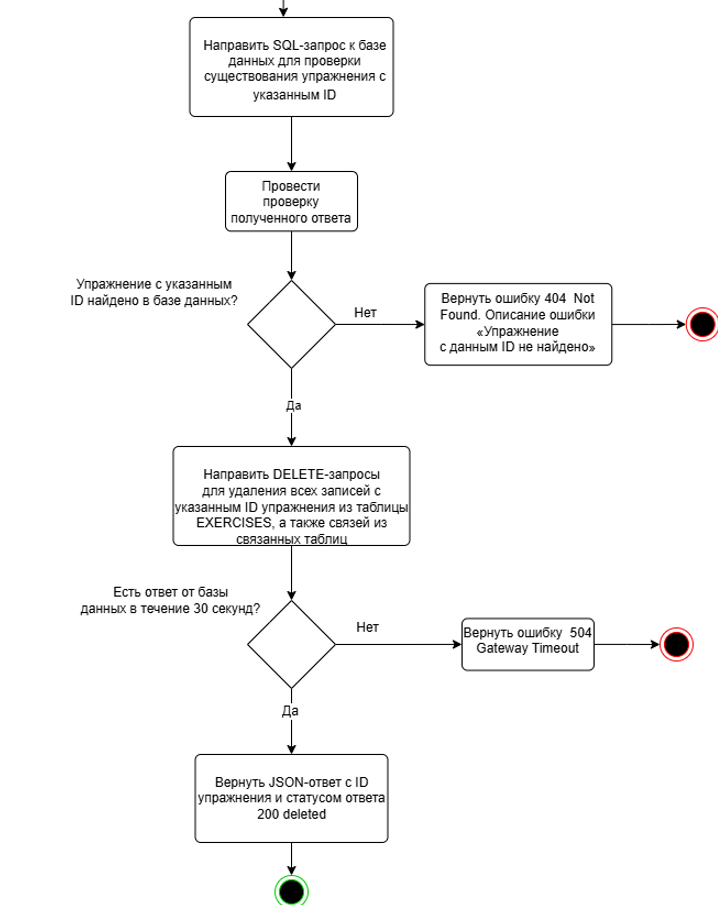 Направить SQL-запрос к базе
данных для проверки
существования упражнения с
указанным ID
Провести
проверку
полученного ответа
Упражнение с указанным
ID найдено в базе данных?
Нет
Вернуть ошибку 404 Not
Found. Описание ошибки
«Упражнение
с данным ID не найдено»
Да
Направить DELETE-запросы
для удаления всех записей с
указанным ID упражнения из таблицы
EXERCISES, а также связей из
связанных таблиц
Есть ответ от базы
данных в течение 30 секунд?
Нет
Вернуть ошибку 504
Gateway Timeout
Да
Вернуть JSON-ответ с ID
упражнения и статусом ответа
200 deleted